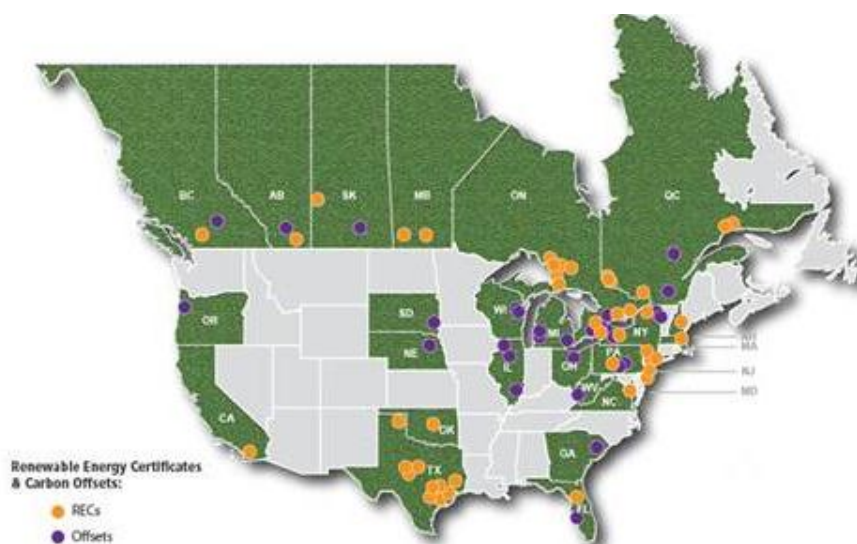 BC
AB
SK
MB
ON
QC
OR
SD
NE
WI
MI
NY
IL
OH
PA
WV
NC
NH
MA
NJ
MD
CA
OK
TX
GA
FL
Renewable Energy Certificates
& Carbon Offsets:
RECs
Offsets